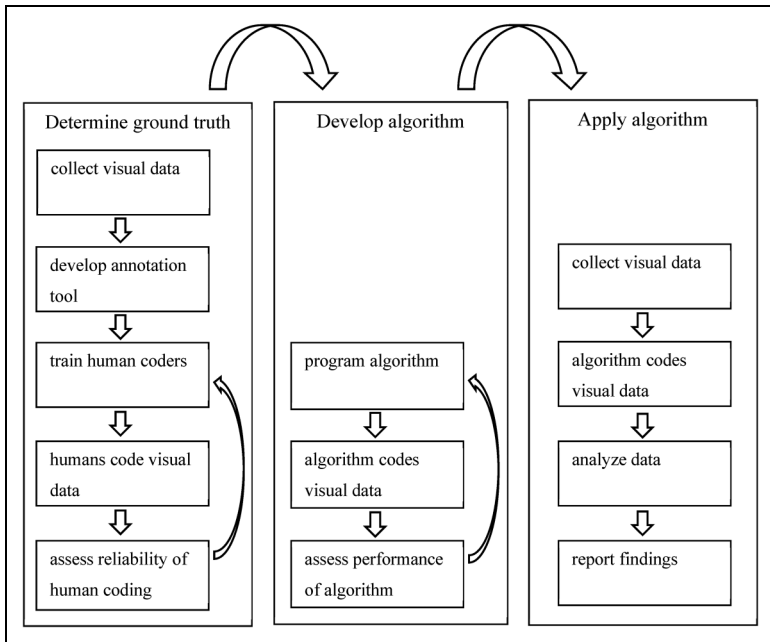 Determine ground truth
collect visual data
develop annotation
tool
train human coders
humans code visual
data
assess reliability of
human coding
Develop algorithm
program algorithm
algorithm codes
visual data
assess performance
of algorithm
Apply algorithm
collect visual data
algorithm codes
visual data
analyze data
report findings